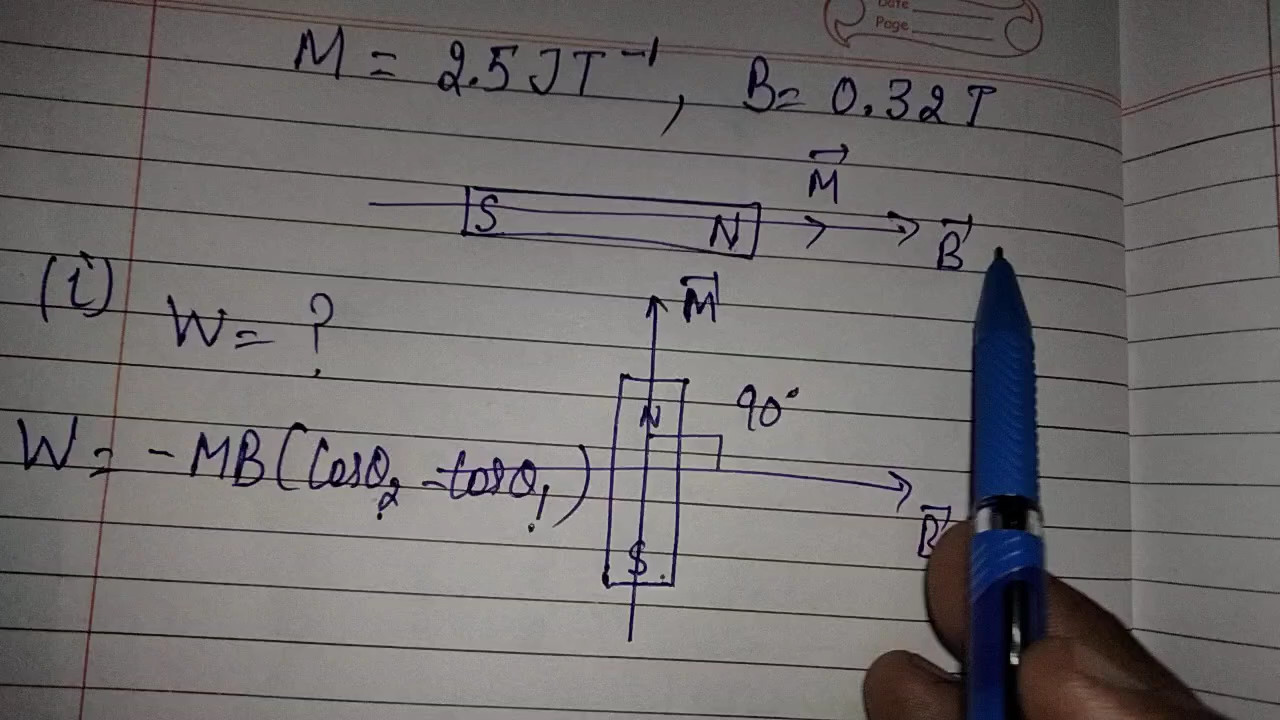 Date
Page
M = 2.5 JT⁻¹, B= 0.32 T
M⃗
S N
B⃗
(i)
W = ?
M⃗
N 90°
W = -MB(Cosθ₂ - Cosθ₁)
B⃗
S